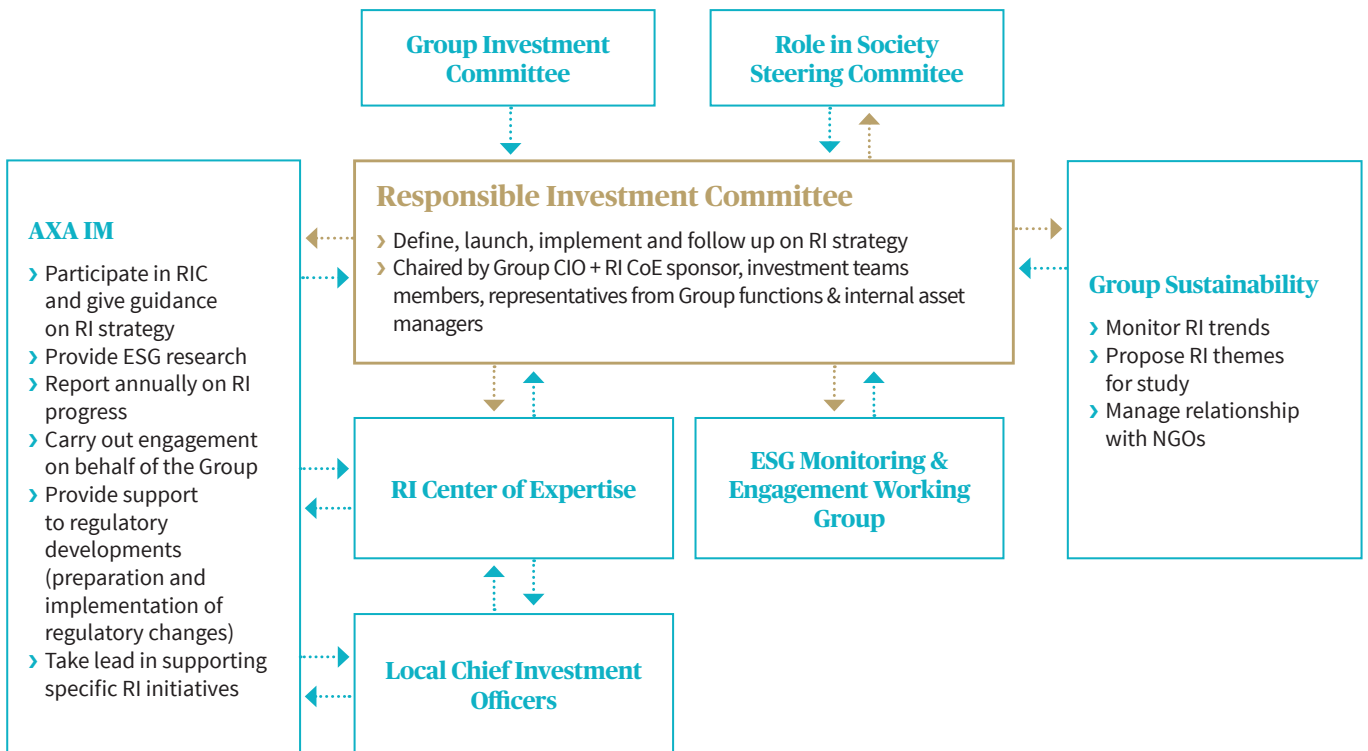 Group Investment
Committee
Role in Society
Steering Commitee
AXA IM
› Participate in RIC
and give guidance
on RI strategy
› Provide ESG research
› Report annually on RI
progress
› Carry out engagement
on behalf of the Group
› Provide support
to regulatory
developments
(preparation and
implementation of
regulatory changes)
› Take lead in supporting
specific RI initiatives
Responsible Investment Committee
› Define, launch, implement and follow up on RI strategy
› Chaired by Group CIO + RI CoE sponsor, investment teams
members, representatives from Group functions & internal asset
managers
Group Sustainability
› Monitor RI trends
› Propose RI themes
for study
› Manage relationship
with NGOs
RI Center of Expertise
ESG Monitoring &
Engagement Working
Group
Local Chief Investment
Officers